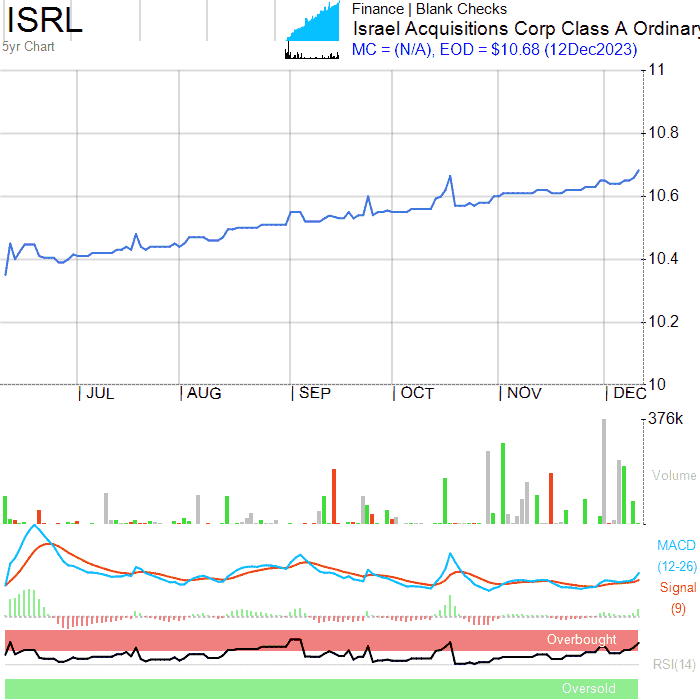 ISRL
5yr Chart
Finance | Blank Checks
Israel Acquisitions Corp Class A Ordinary
MC = (N/A), EOD = $10.68 (12Dec2023)
11
10.8
10.6
10.4
10.2
10
| JUL | AUG | SEP | OCT | NOV | DEC
376k
Volume
MACD
(12-26)
Signal
(9)
Overbought
RSI(14)
Oversold